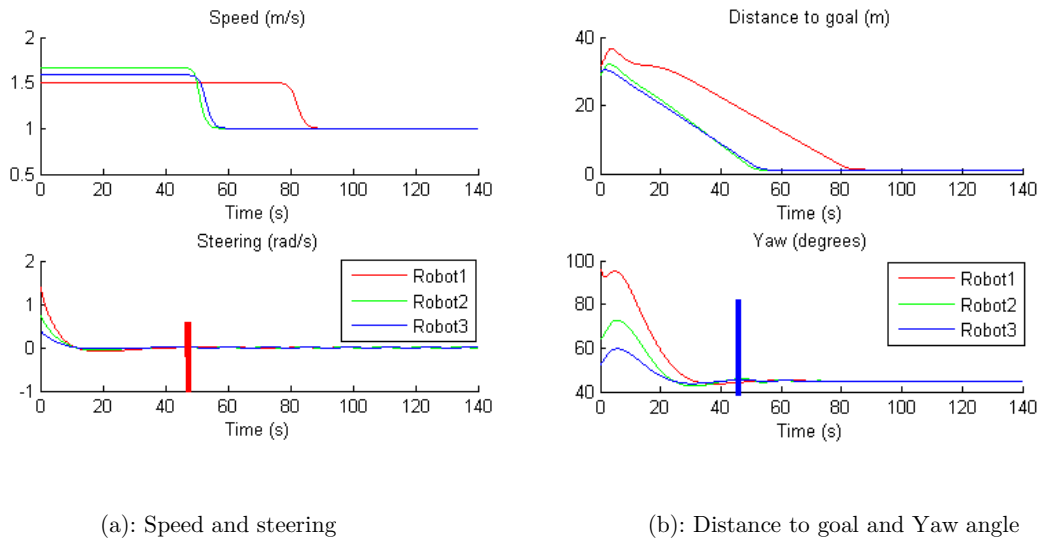 Speed (m/s)
2
1.5
1
0.5
0 20 40 60 80 100 120 140
Time (s)
Steering (rad/s)
2
1
0
-1
0 20 40 60 80 100 120 140
Time (s)
Robot1
Robot2
Robot3
(a): Speed and steering
Distance to goal (m)
40
20
0
0 20 40 60 80 100 120 140
Time (s)
Yaw (degrees)
100
80
60
40
0 20 40 60 80 100 120 140
Time (s)
Robot1
Robot2
Robot3
(b): Distance to goal and Yaw angle